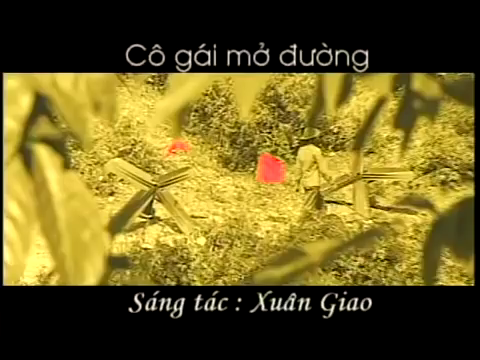 Cô gái mở đường
Sáng tác : Xuân Giao